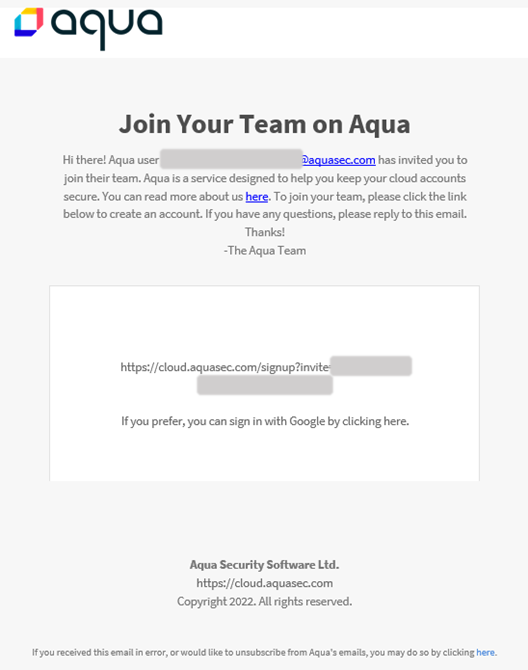 aqua
Join Your Team on Aqua
Hi there! Aqua user @aquasec.com has invited you to
join their team. Aqua is a service designed to help you keep your cloud accounts
secure. You can read more about us here. To join your team, please click the link
below to create an account. If you have any questions, please reply to this email.
Thanks!
-The Aqua Team
https://cloud.aquasec.com/signup?invite=
If you prefer, you can sign in with Google by clicking here.
Aqua Security Software Ltd.
https://cloud.aquasec.com
Copyright 2022. All rights reserved.
If you received this email in error, or would like to unsubscribe from Aqua's emails, you may do so by clicking here.